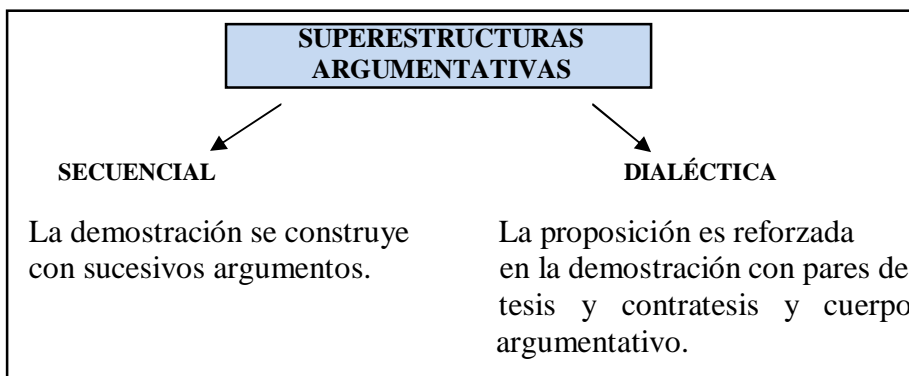 SUPERESTRUCTURAS
ARGUMENTATIVAS
SECUENCIAL
La demostración se construye
con sucesivos argumentos.
DIALÉCTICA
La proposición es reforzada
en la demostración con pares de
tesis y contratesis y cuerpo
argumentativo.